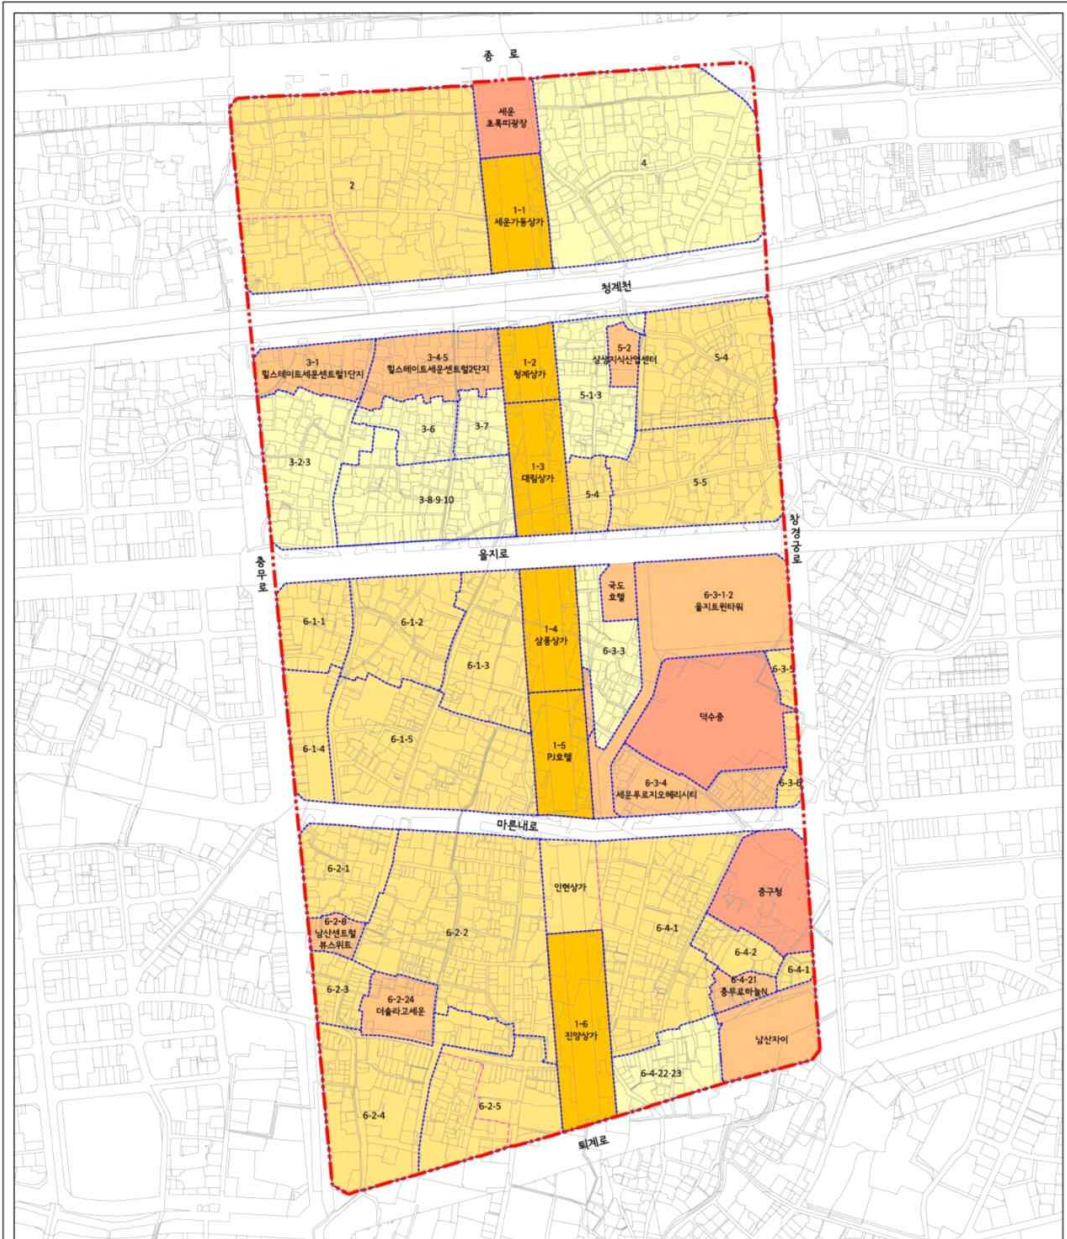 종 로
세운
초록띠광장
2
4
1-1
세운가동상가
청계천
3-1
힐스테이트세운센트럴1단지
3-4·5
힐스테이트세운센트럴2단지
1-2
청계상가
5-2
상생지식산업센터
5-4
5-1·3
3-6
3-7
3-2·3
1-3
대림상가
3-8·9·10
5-4
5-5
창경궁로
을지로
충무로
국도
호텔
6-3-1·2
을지트윈타워
6-1-1
6-1-2
1-4
삼풍상가
6-3-3
6-1-3
6-3-5
덕수중
6-1-4
6-1-5
1-5
PJ호텔
6-3-4
세운푸르지오헤리시티
6-3-6
마른내로
6-2-1
인현상가
중구청
6-2-8
남산센트럴
뷰스위트
6-2-2
6-4-1
6-4-2
6-4-1
6-2-3
6-2-24
더솔라고세운
6-4-21
충무로하늘N
1-6
진양상가
남산자이
6-4-22·23
6-2-4
6-2-5
퇴계로